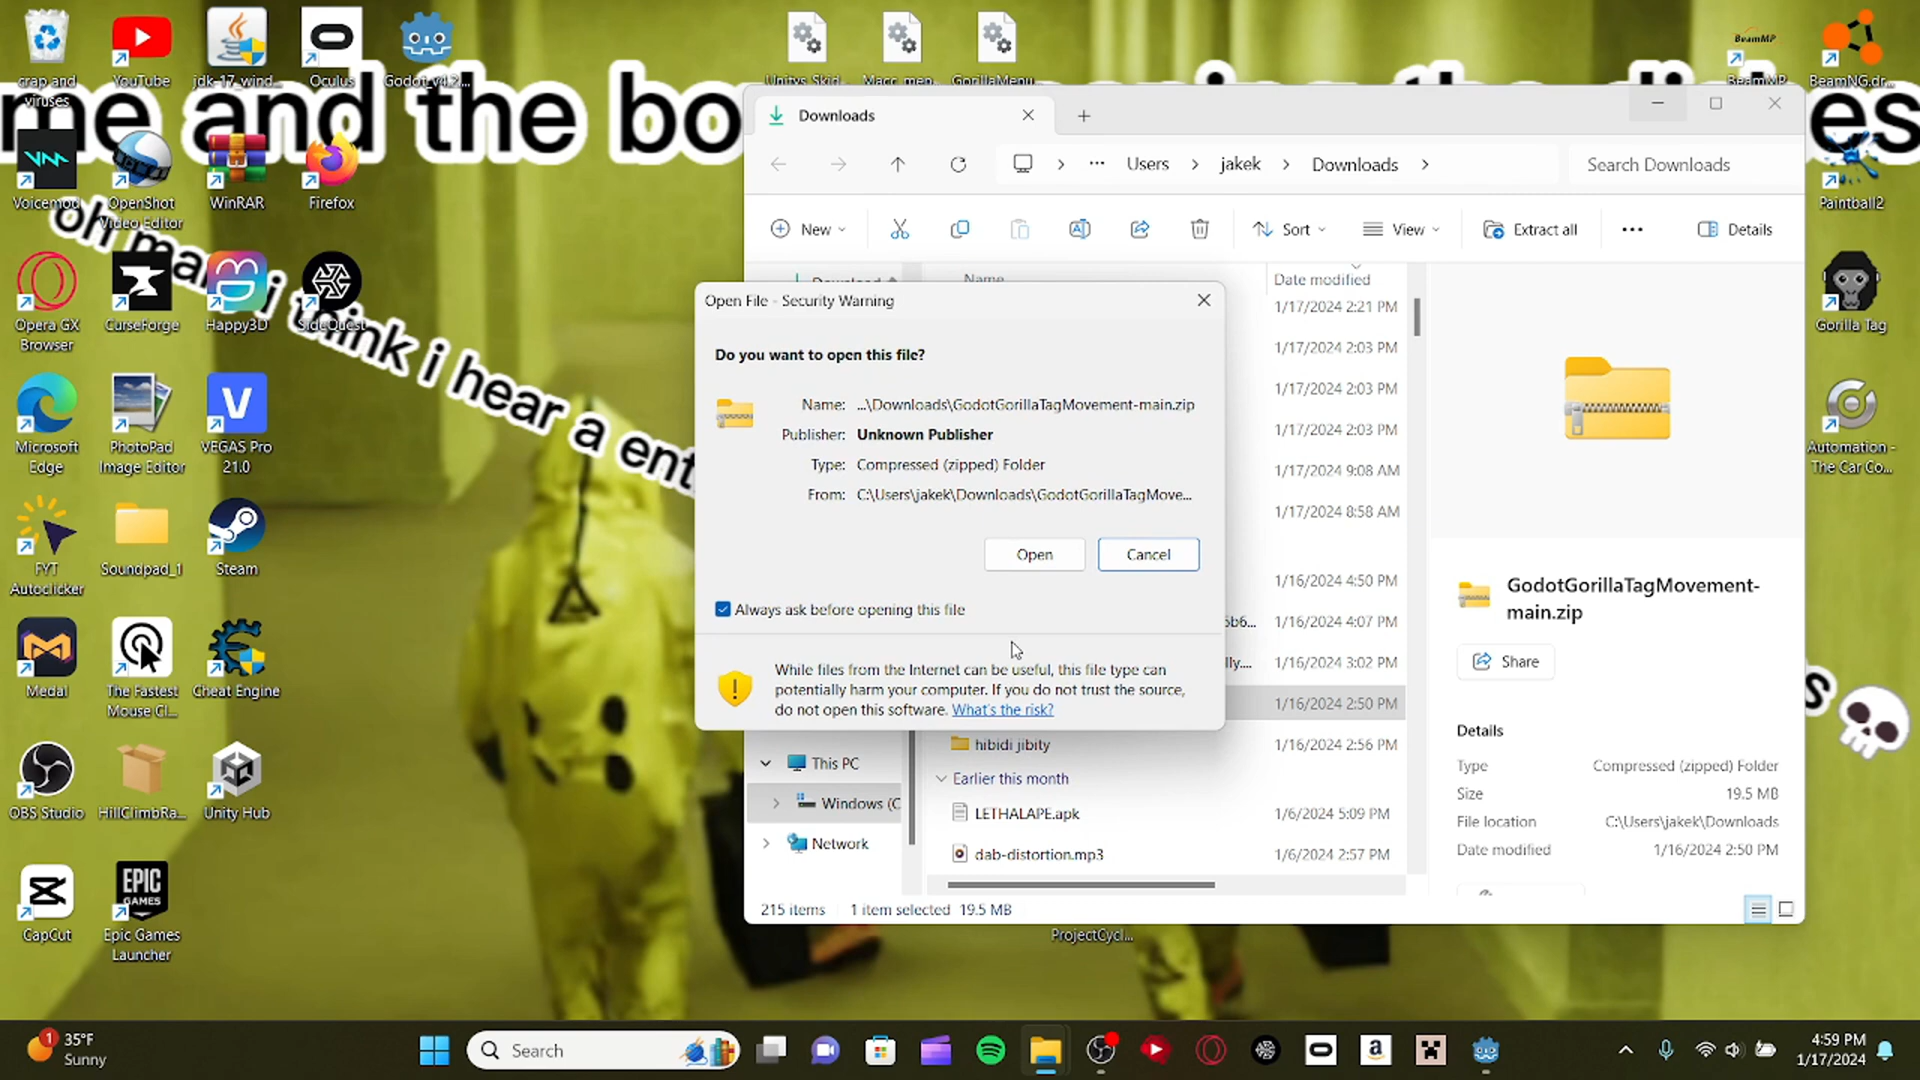 crap and viruses
YouTube
jdk-17_wind...
Oculus
Godot_v4.2...
Unitys Skid
Macc men
GorillaMenu
BeamMP
BeamMP
BeamNG.dr...
me and the bo
es
oh man i think i hear a ent
s
Voicemod
OpenShot Video Editor
WinRAR
Firefox
Paintball2
Opera GX Browser
CurseForge
Happy3D
SideQuest
Gorilla Tag
Microsoft Edge
PhotoPad Image Editor
VEGAS Pro 21.0
Automation - The Car Co...
FYT Autoclicker
Soundpad_1
Steam
Medal
The Fastest Mouse Cl...
Cheat Engine
OBS Studio
HillClimbRa...
Unity Hub
CapCut
EPIC GAMES
Epic Games Launcher
ProjectCycl...
Downloads
Users
jakek
Downloads
Search Downloads
New
Sort
View
Extract all
Details
Name
Date modified
1/17/2024 2:21 PM
1/17/2024 2:03 PM
1/17/2024 2:03 PM
1/17/2024 2:03 PM
1/17/2024 9:08 AM
1/17/2024 8:58 AM
1/16/2024 4:50 PM
5b6... 1/16/2024 4:07 PM
lly.... 1/16/2024 3:02 PM
1/16/2024 2:50 PM
hibidi jibity 1/16/2024 2:56 PM
Earlier this month
LETHALAPE.apk 1/6/2024 5:09 PM
dab-distortion.mp3 1/6/2024 2:57 PM
This PC
Windows (C
Network
215 items 1 item selected 19.5 MB
GodotGorillaTagMovement-
main.zip
Share
Details
Type Compressed (zipped) Folder
Size 19.5 MB
File location C:\Users\jakek\Downloads
Date modified 1/16/2024 2:50 PM
Open File - Security Warning
Do you want to open this file?
Name: ...\Downloads\GodotGorillaTagMovement-main.zip
Publisher: Unknown Publisher
Type: Compressed (zipped) Folder
From: C:\Users\jakek\Downloads\GodotGorillaTagMove...
Open
Cancel
Always ask before opening this file
While files from the Internet can be useful, this file type can
potentially harm your computer. If you do not trust the source,
do not open this software. What's the risk?
1
35°F
Sunny
Search
4:59 PM
1/17/2024